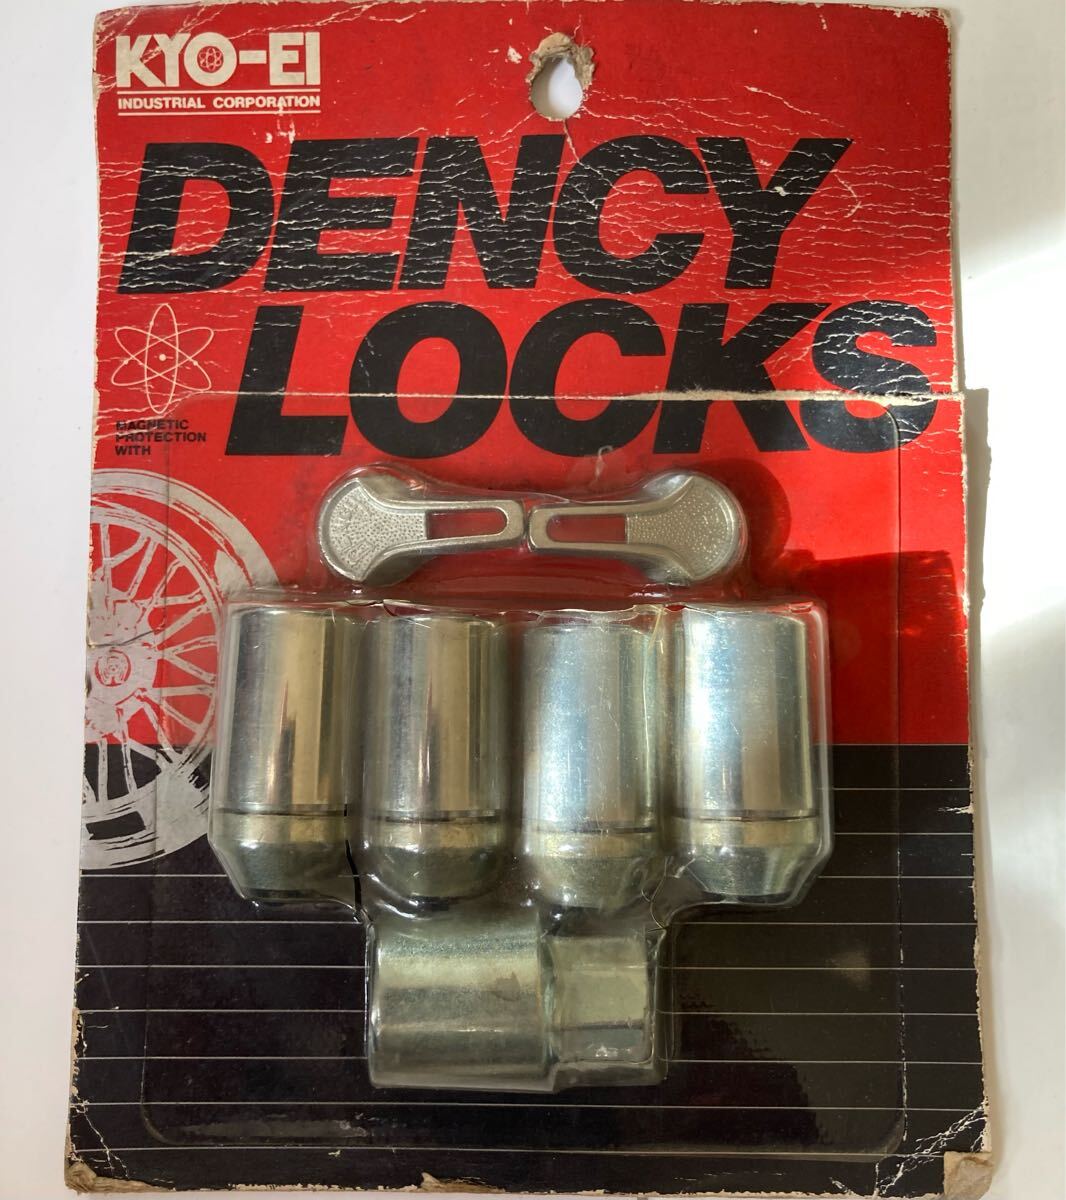 KYO-EI
INDUSTRIAL CORPORATION
DENCY
LOCKS
MAGNETIC
PROTECTION
WITH